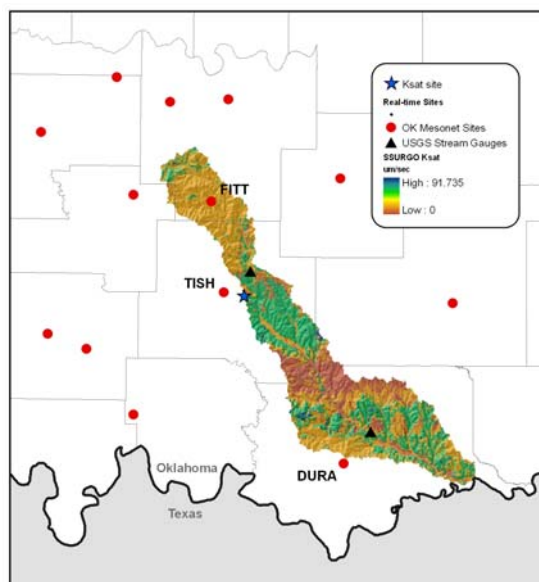 Ksat site
Real-time Sites
OK Mesonet Sites
USGS Stream Gauges
SSURGO Ksat
um/sec
High : 91.735
Low : 0
FITT
TISH
DURA
Oklahoma
Texas